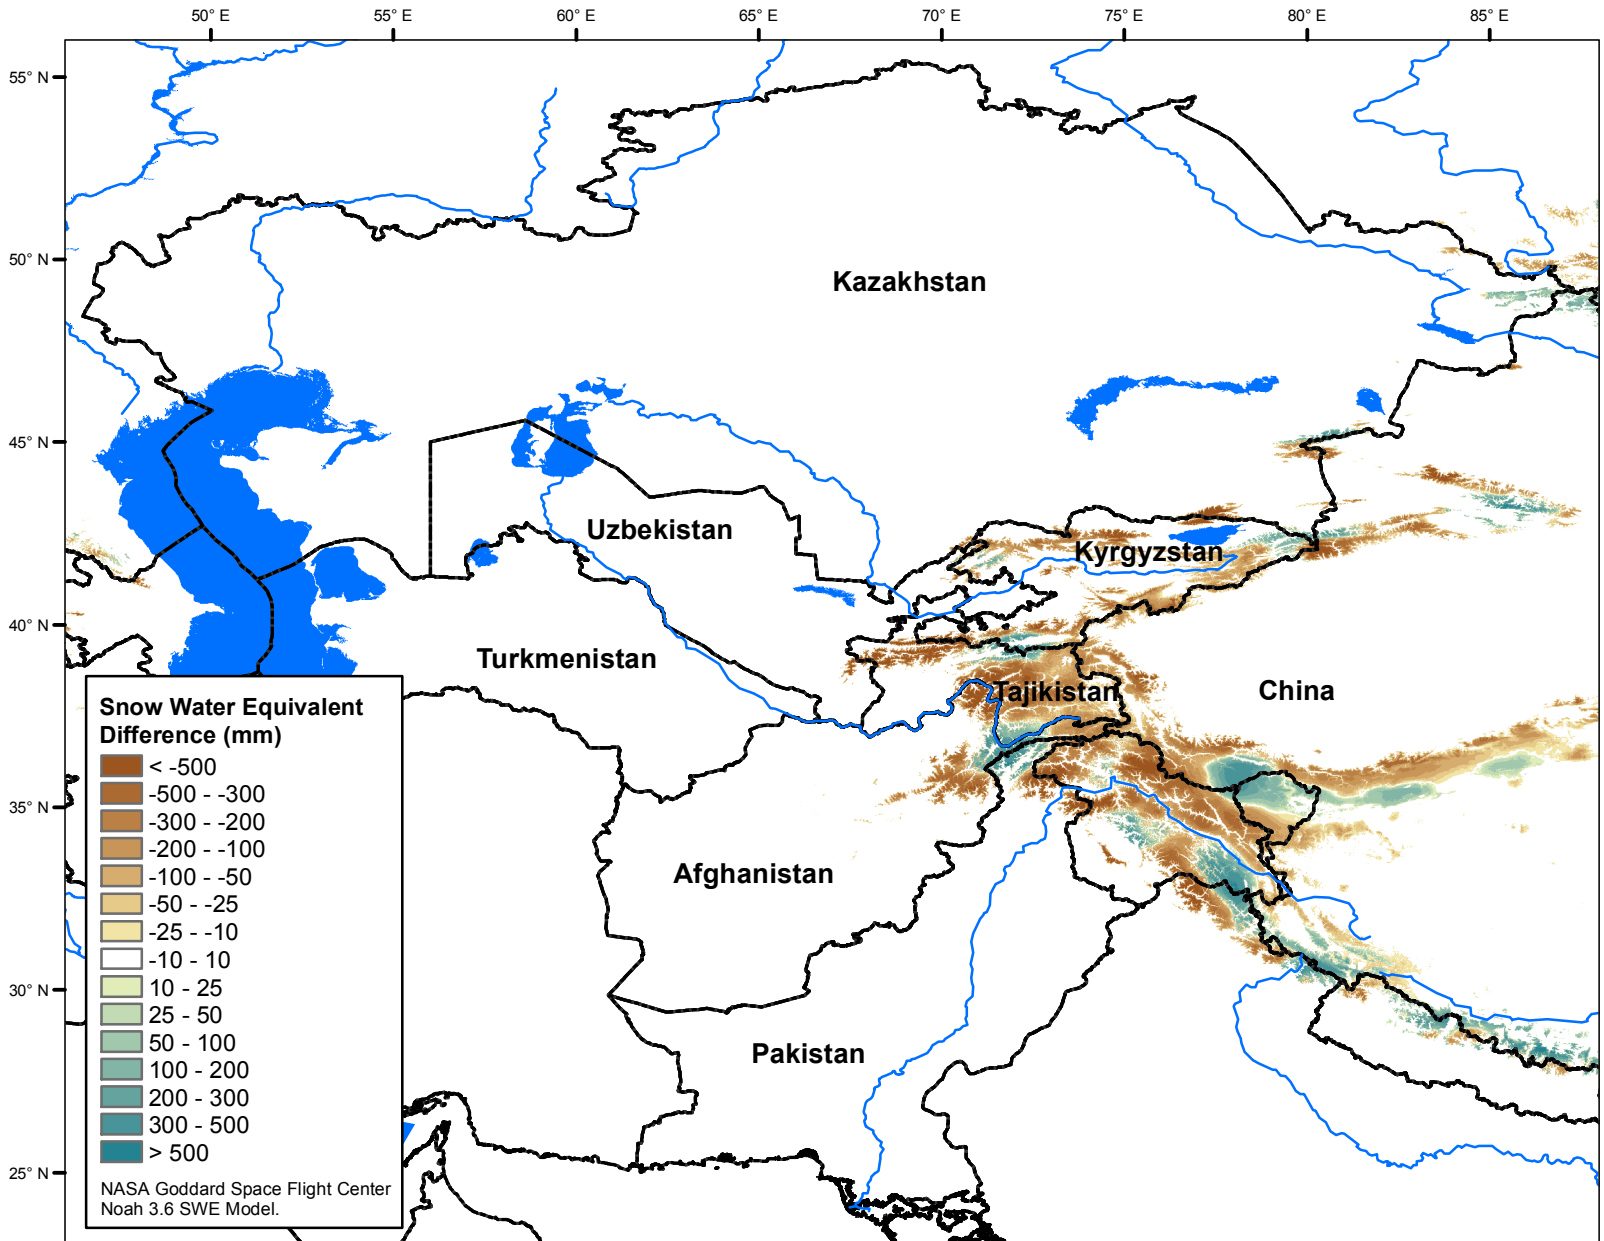 50° E
55° E
60° E
65° E
70° E
75° E
80° E
85° E
55° N
50° N
45° N
40° N
35° N
30° N
25° N
Kazakhstan
Uzbekistan
Kyrgyzstan
Turkmenistan
Tajikistan
China
Afghanistan
Pakistan
Snow Water Equivalent
Difference (mm)
< -500
-500 - -300
-300 - -200
-200 - -100
-100 - -50
-50 - -25
-25 - -10
-10 - 10
10 - 25
25 - 50
50 - 100
100 - 200
200 - 300
300 - 500
> 500
NASA Goddard Space Flight Center
Noah 3.6 SWE Model.